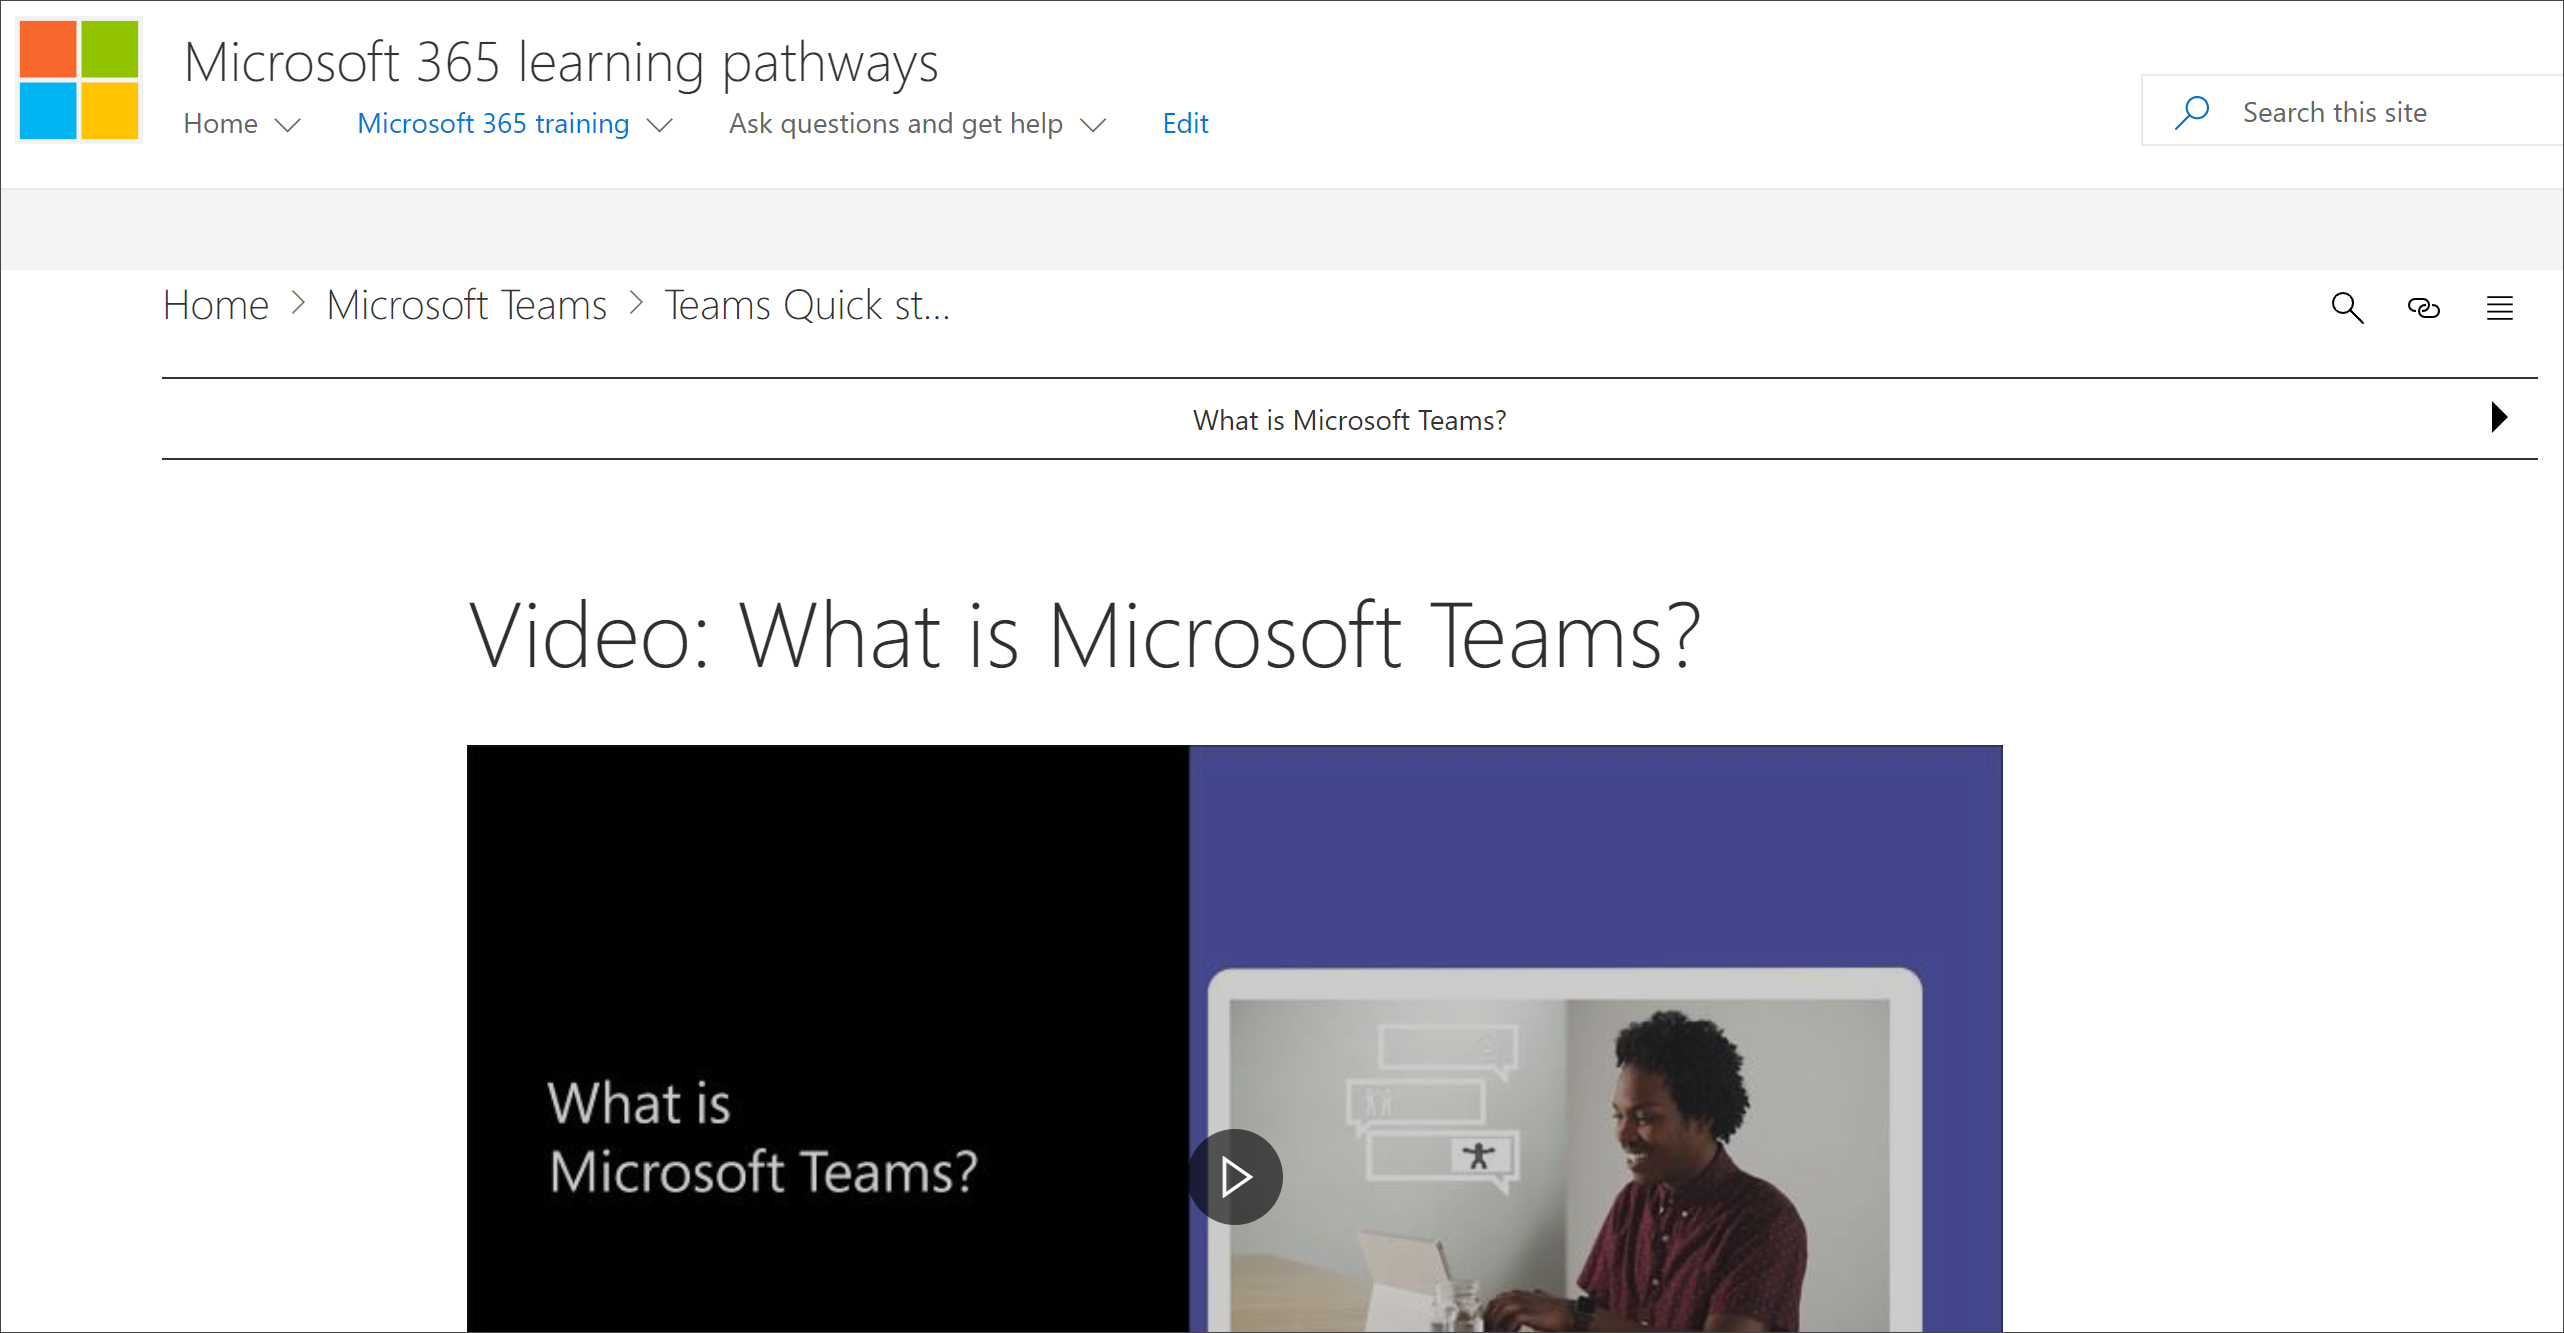 Microsoft 365 learning pathways
Home Microsoft 365 training Ask questions and get help Edit
Search this site
Home > Microsoft Teams > Teams Quick st...
What is Microsoft Teams?
Video: What is Microsoft Teams?
What is
Microsoft Teams?